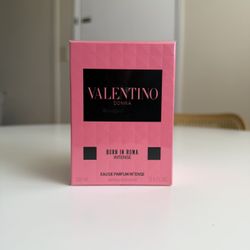 VALENTINO
DONNA
BORN IN ROMA
INTENSE
EAU DE PARFUM INTENSE